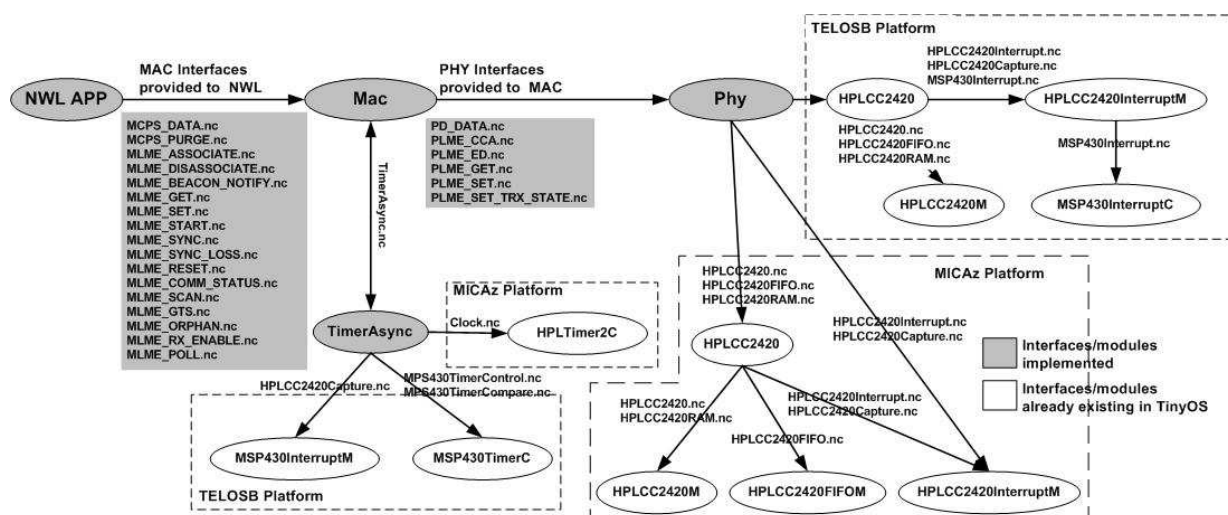 TELOSB Platform
HPLCC2420Interrupt.nc
HPLCC2420Capture.nc
MSP430Interrupt.nc
MAC Interfaces
provided to NWL
PHY Interfaces
provided to MAC
NWL APP
Mac
Phy
HPLCC2420
HPLCC2420InterruptM
MCPS_DATA.nc
MCPS_PURGE.nc
MLME_ASSOCIATE.nc
MLME_DISASSOCIATE.nc
MLME_BEACON_NOTIFY.nc
MLME_GET.nc
MLME_SET.nc
MLME_START.nc
MLME_SYNC.nc
MLME_SYNC_LOSS.nc
MLME_RESET.nc
MLME_COMM_STATUS.nc
MLME_SCAN.nc
MLME_GTS.nc
MLME_ORPHAN.nc
MLME_RX_ENABLE.nc
MLME_POLL.nc
TimerAsync.nc
PD_DATA.nc
PLME_CCA.nc
PLME_ED.nc
PLME_GET.nc
PLME_SET.nc
PLME_SET_TRX_STATE.nc
HPLCC2420.nc
HPLCC2420FIFO.nc
HPLCC2420RAM.nc
MSP430Interrupt.nc
HPLCC2420M
MSP430InterruptC
MICAz Platform
TimerAsync
Clock.nc
HPLTimer2C
HPLCC2420Capture.nc
MPS430TimerControl.nc
MPS430TimerCompare.nc
MSP430InterruptM
MSP430TimerC
TELOSB Platform
MICAz Platform
HPLCC2420.nc
HPLCC2420FIFO.nc
HPLCC2420RAM.nc
HPLCC2420Interrupt.nc
HPLCC2420Capture.nc
HPLCC2420
HPLCC2420.nc
HPLCC2420RAM.nc
HPLCC2420Interrupt.nc
HPLCC2420Capture.nc
HPLCC2420FIFO.nc
HPLCC2420M
HPLCC2420FIFOM
HPLCC2420InterruptM
Interfaces/modules
implemented
Interfaces/modules
already existing in TinyOS